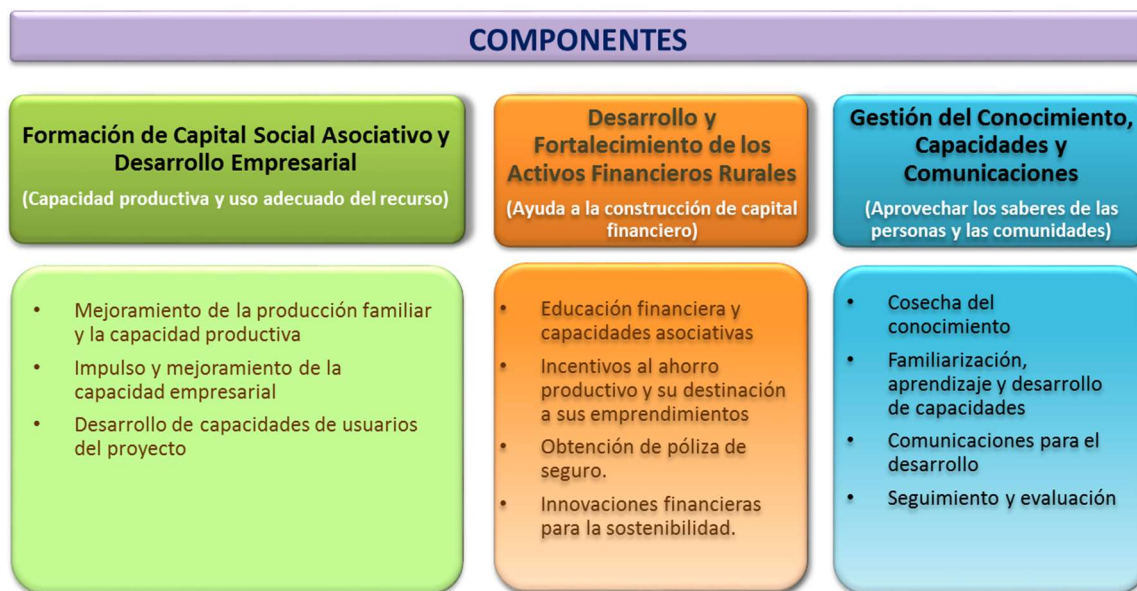 COMPONENTES
Formación de Capital Social Asociativo y
Desarrollo Empresarial
(Capacidad productiva y uso adecuado del recurso)
• Mejoramiento de la producción familiar
y la capacidad productiva
• Impulso y mejoramiento de la
capacidad empresarial
• Desarrollo de capacidades de usuarios
del proyecto
Desarrollo y
Fortalecimiento de los
Activos Financieros Rurales
(Ayuda a la construcción de capital
financiero)
• Educación financiera y
capacidades asociativas
• Incentivos al ahorro
productivo y su destinación
a sus emprendimientos
• Obtención de póliza de
seguro.
• Innovaciones financieras
para la sostenibilidad.
Gestión del Conocimiento,
Capacidades y
Comunicaciones
(Aprovechar los saberes de las
personas y las comunidades)
• Cosecha del
conocimiento
• Familiarización,
aprendizaje y desarrollo
de capacidades
• Comunicaciones para el
desarrollo
• Seguimiento y evaluación